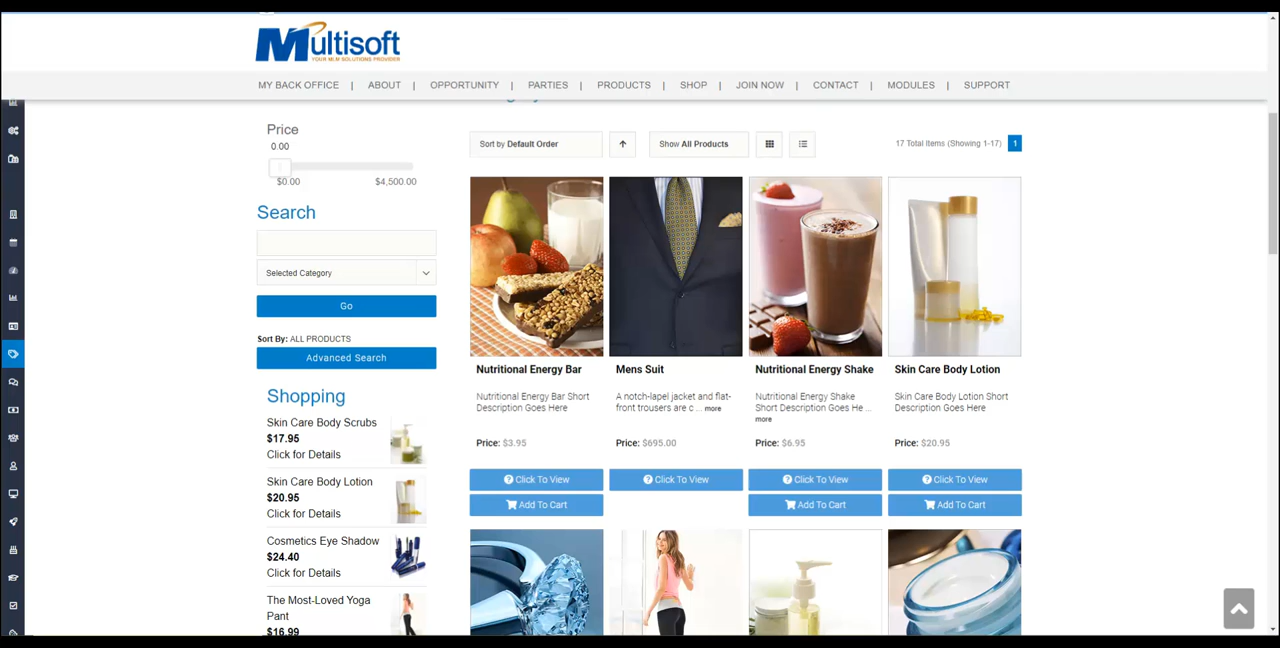 Multisoft
YOUR MLM SOLUTIONS PROVIDER
MY BACK OFFICE | ABOUT | OPPORTUNITY | PARTIES | PRODUCTS | SHOP | JOIN NOW | CONTACT | MODULES | SUPPORT
Price
0.00
$0.00 $4,500.00
Search
Selected Category
Go
Sort By: ALL PRODUCTS
Advanced Search
Shopping
Skin Care Body Scrubs
$17.95
Click for Details
Skin Care Body Lotion
$20.95
Click for Details
Cosmetics Eye Shadow
$24.40
Click for Details
The Most-Loved Yoga
Pant
$16.99
Sort by Default Order
Show All Products
17 Total Items (Showing 1-17) 1
Nutritional Energy Bar
Nutritional Energy Bar Short
Description Goes Here
Price: $3.95
Click To View
Add To Cart
Mens Suit
A notch-lapel jacket and flat-
front trousers are c ... more
Price: $695.00
Click To View
Nutritional Energy Shake
Nutritional Energy Shake
Short Description Goes He ...
more
Price: $6.95
Click To View
Add To Cart
Skin Care Body Lotion
Skin Care Body Lotion Short
Description Goes Here
Price: $20.95
Click To View
Add To Cart